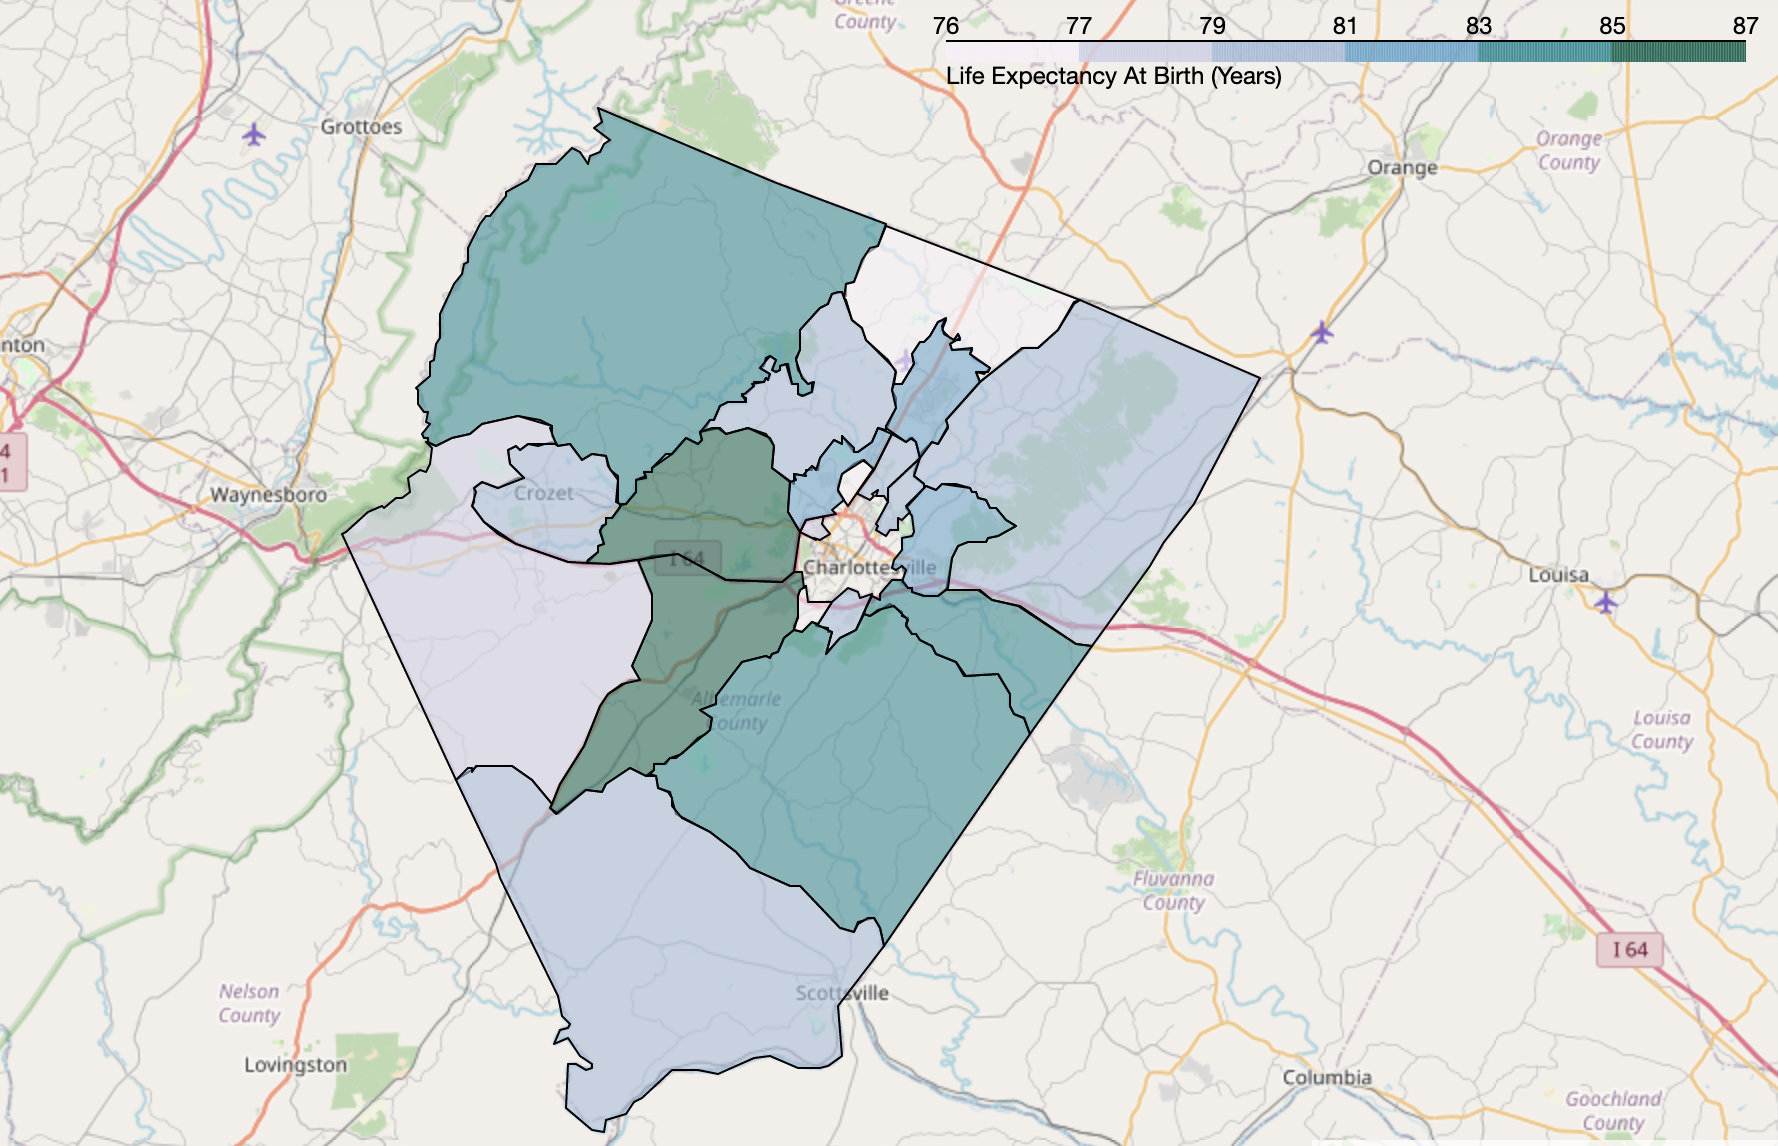 Greene
County
76 77 79 81 83 85 87
Life Expectancy At Birth (Years)
Grottoes
Orange
County
Orange
nton
4
1
Waynesboro
Crozet
I 64
Charlottesville
Louisa
Albemarle
County
Louisa
County
Fluvanna
County
I 64
Scottsville
Nelson
County
Lovingston
Columbia
Goochland
County